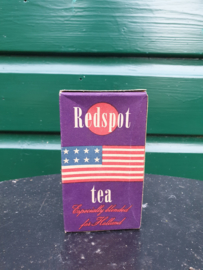 Redspot
tea
Especially blended
for Holland